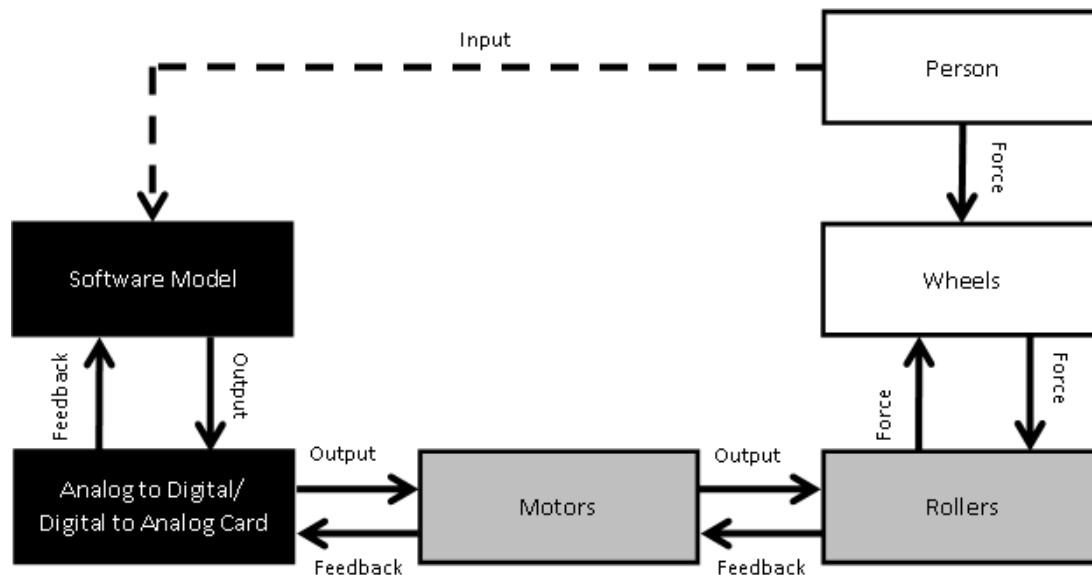 Input
Person
Force
Software Model
Wheels
Feedback
Output
Force
Force
Analog to Digital/
Digital to Analog Card
Output
Motors
Output
Rollers
Feedback
Feedback